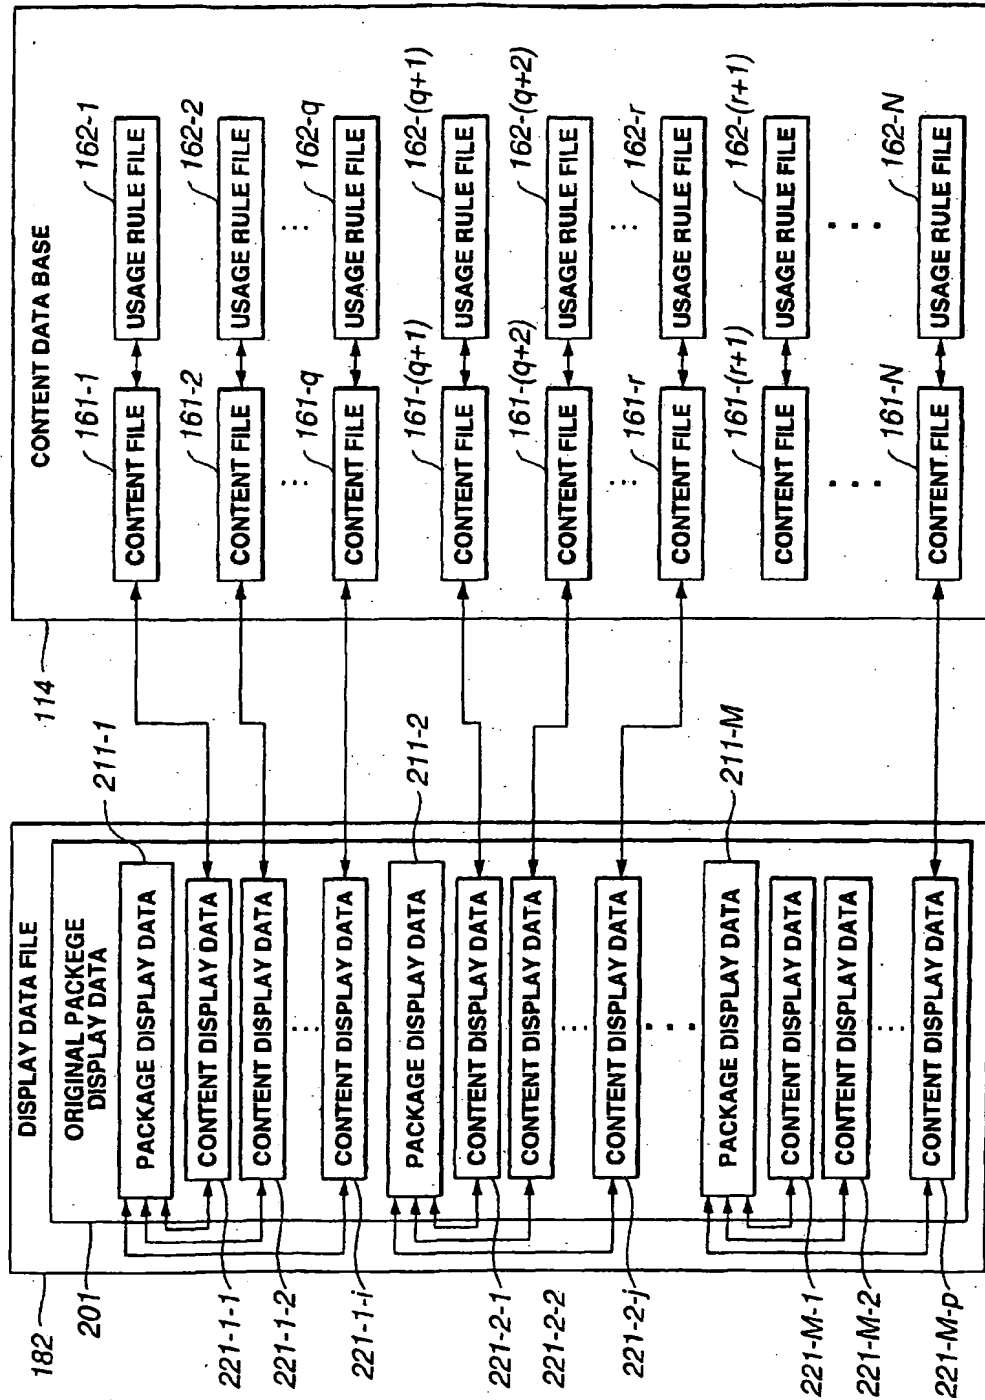 DISPLAY DATA FILE
ORIGINAL PACKEGE
DISPLAY DATA
182
201
PACKAGE DISPLAY DATA
211-1
CONTENT DISPLAY DATA
221-1-1
CONTENT DISPLAY DATA
221-1-2
...
CONTENT DISPLAY DATA
221-1-i
PACKAGE DISPLAY DATA
211-2
CONTENT DISPLAY DATA
221-2-1
CONTENT DISPLAY DATA
221-2-2
...
CONTENT DISPLAY DATA
221-2-j
...
PACKAGE DISPLAY DATA
211-M
CONTENT DISPLAY DATA
221-M-1
CONTENT DISPLAY DATA
221-M-2
...
CONTENT DISPLAY DATA
221-M-p
CONTENT DATA BASE
114
161-1 162-1
CONTENT FILE USAGE RULE FILE
161-2 162-2
CONTENT FILE USAGE RULE FILE
... ...
161-q 162-q
CONTENT FILE USAGE RULE FILE
161-(q+1) 162-(q+1)
CONTENT FILE USAGE RULE FILE
161-(q+2) 162-(q+2)
CONTENT FILE USAGE RULE FILE
... ...
161-r 162-r
CONTENT FILE USAGE RULE FILE
161-(r+1) 162-(r+1)
CONTENT FILE USAGE RULE FILE
... ...
161-N 162-N
CONTENT FILE USAGE RULE FILE